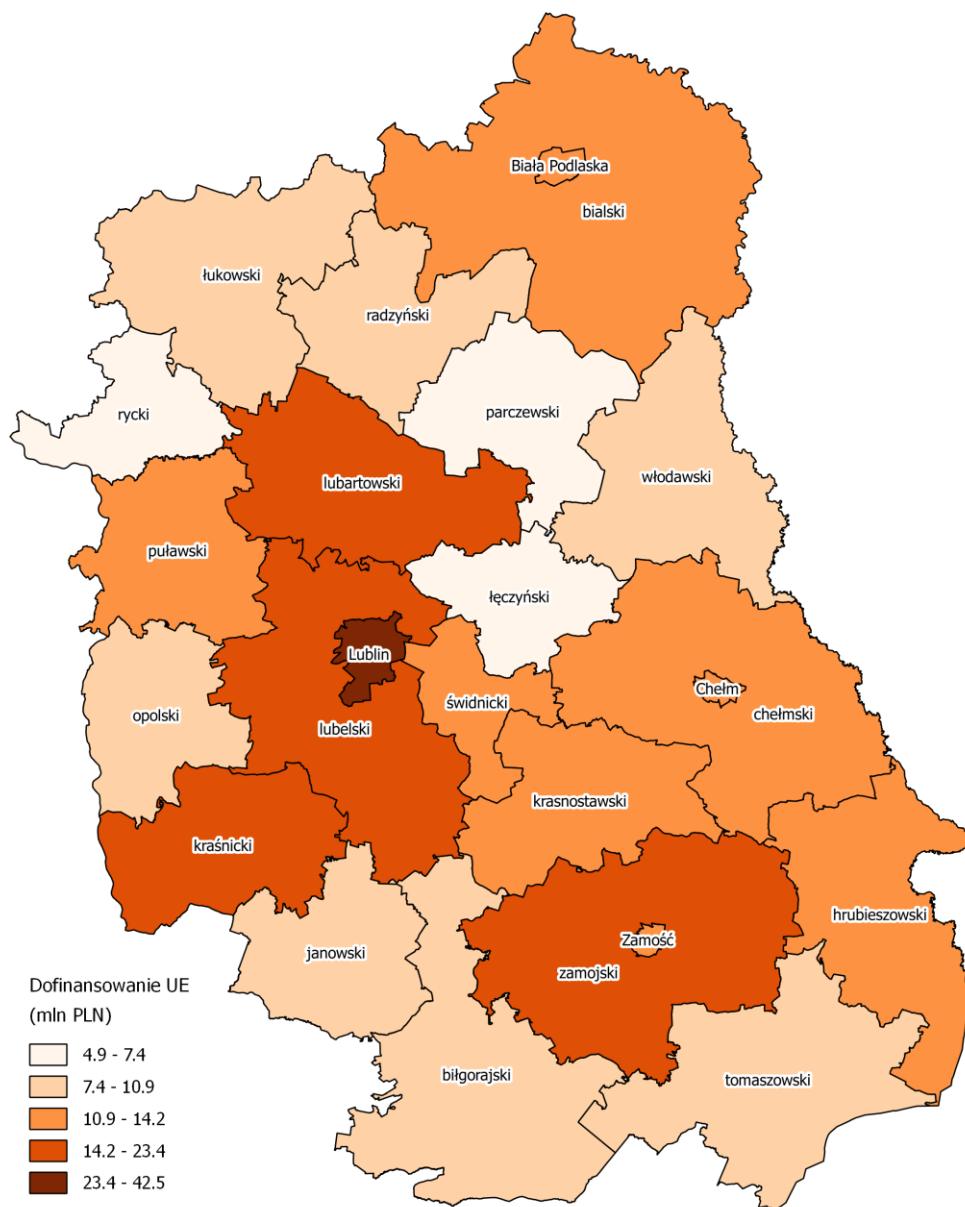 Biała Podlaska
bialski
łukowski
radzyński
rycki
parczewski
lubartowski
włodawski
puławski
łęczyński
Lublin
Chełm
świdnicki
opolski
chełmski
lubelski
krasnostawski
kraśnicki
hrubieszowski
Zamość
janowski
zamojski
biłgorajski
tomaszowski
Dofinansowanie UE
(mln PLN)
4.9 - 7.4
7.4 - 10.9
10.9 - 14.2
14.2 - 23.4
23.4 - 42.5